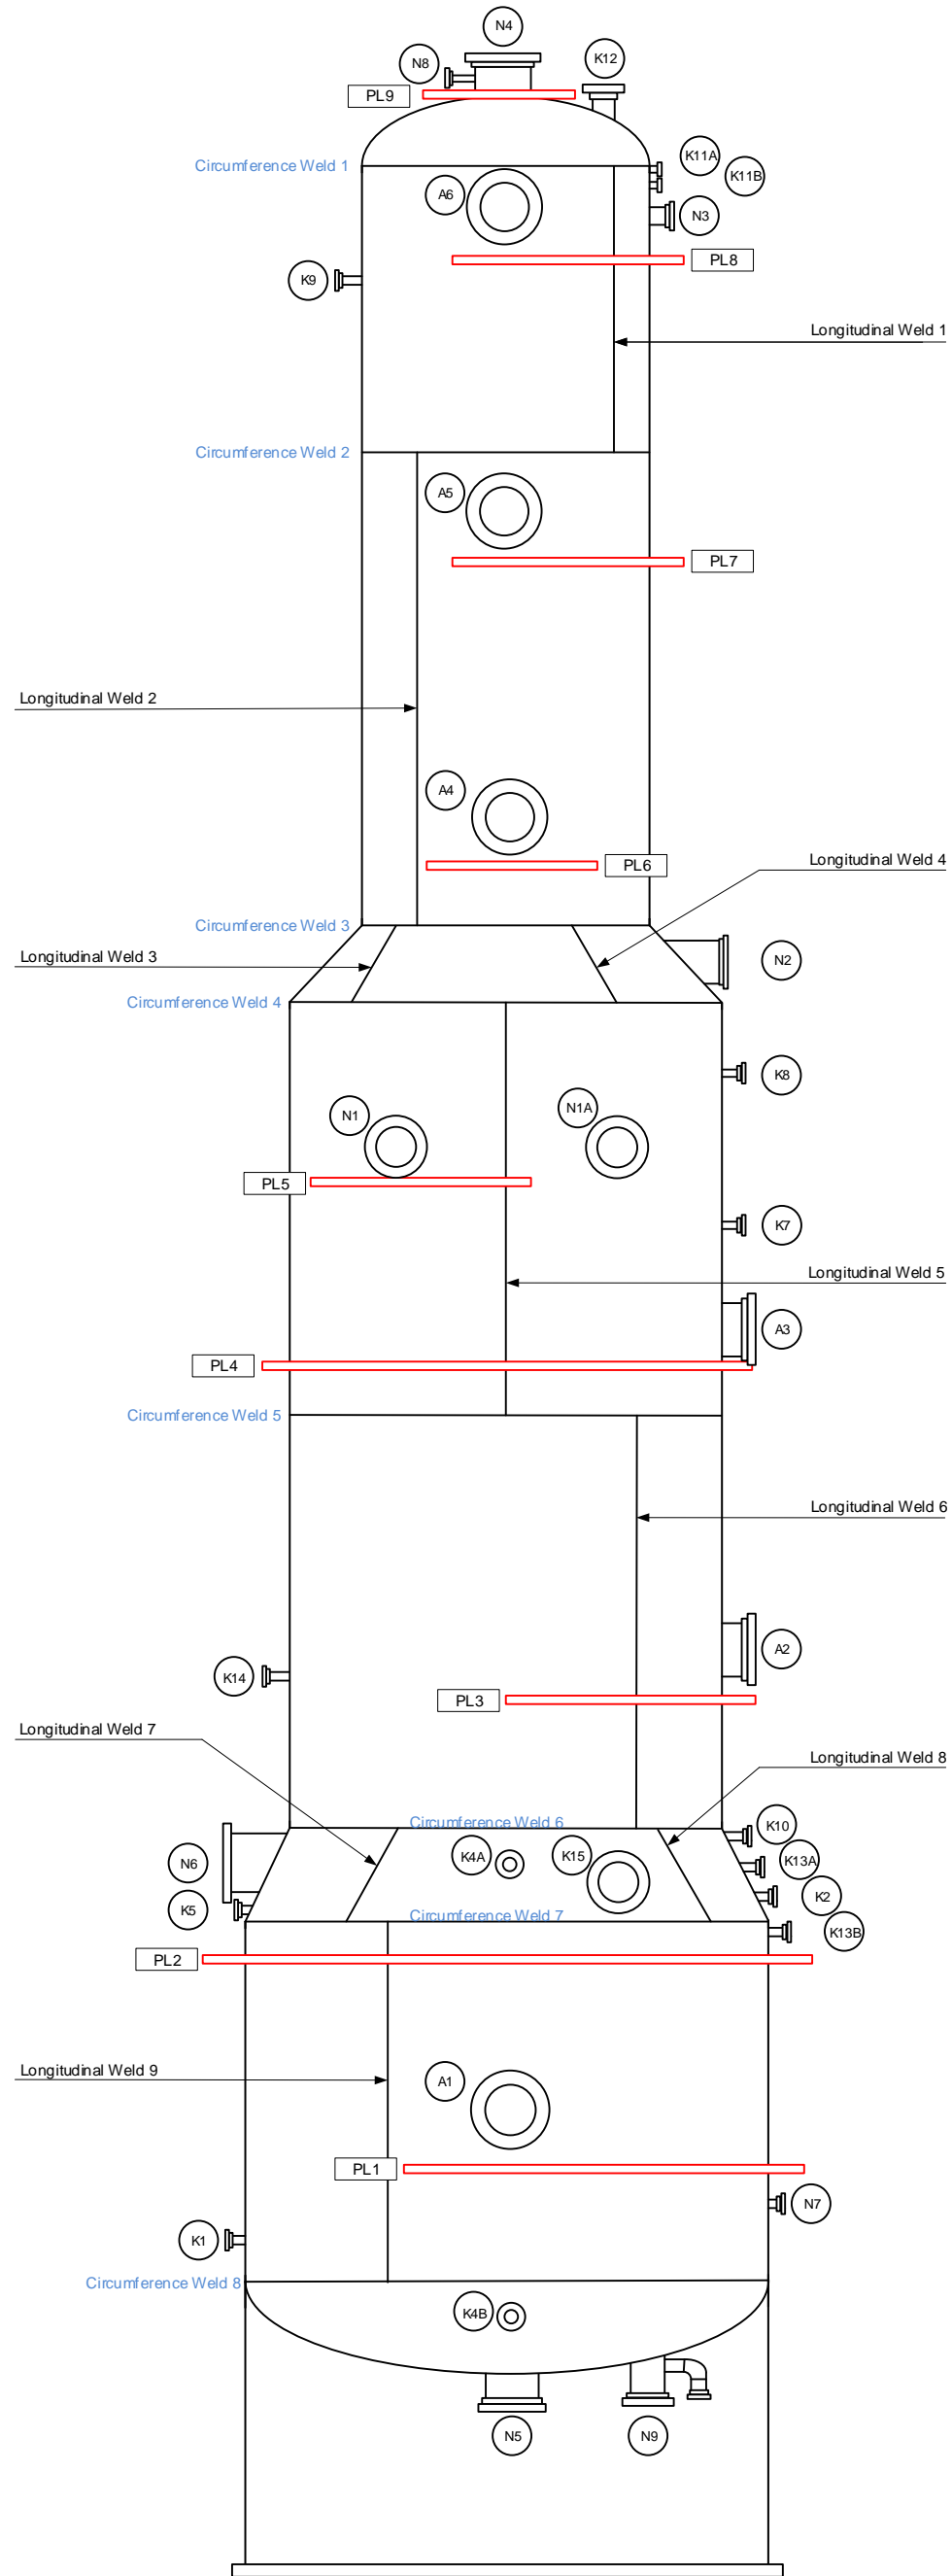 N4
N8
K12
PL9
Circumference Weld 1
K11A
K11B
A6
N3
PL8
K9
Longitudinal Weld 1
Circumference Weld 2
A5
PL7
Longitudinal Weld 2
A4
PL6
Longitudinal Weld 4
Circumference Weld 3
Longitudinal Weld 3
N2
Circumference Weld 4
K8
N1
N1A
PL5
K7
Longitudinal Weld 5
A3
PL4
Circumference Weld 5
Longitudinal Weld 6
A2
K14
PL3
Longitudinal Weld 7
Longitudinal Weld 8
Circumference Weld 6
K10
K4A
K15
K13A
N6
K2
K5
Circumference Weld 7
K13B
PL2
Longitudinal Weld 9
A1
PL1
N7
K1
Circumference Weld 8
K4B
N5
N9